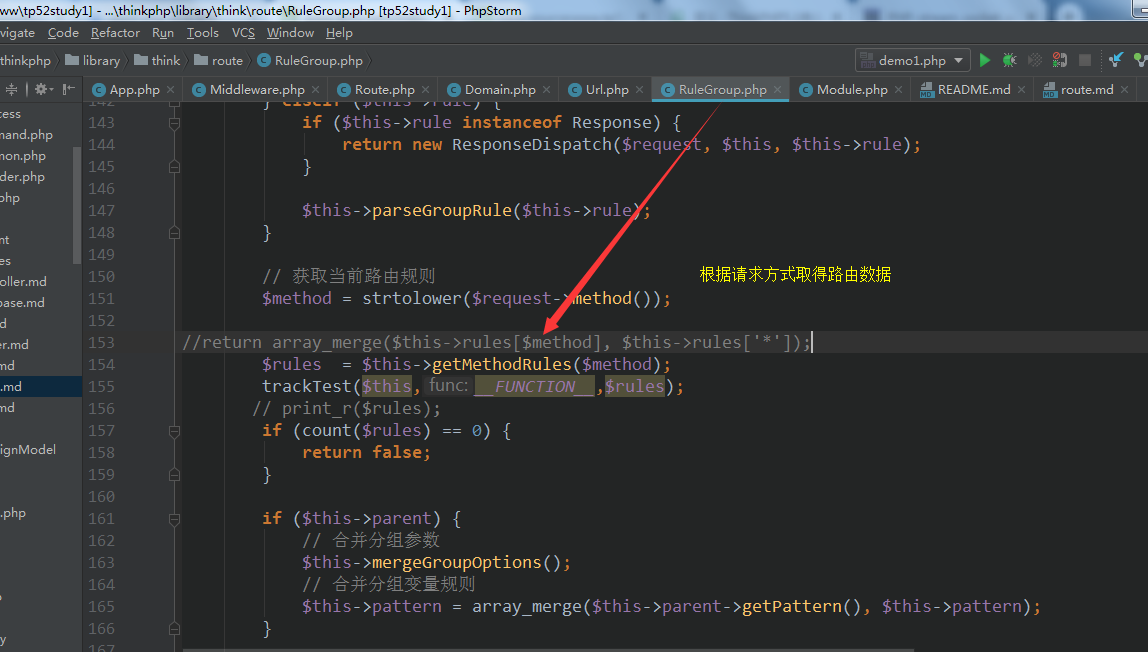 ww\tp52study1] - ...\thinkphp\library\think\route\RuleGroup.php [tp52study1] - PhpStorm
vigate Code Refactor Run Tools VCS Window Help
thinkphp library think route RuleGroup.php demo1.php
App.php Middleware.php Route.php Domain.php Url.php RuleGroup.php Module.php README.md route.md
cess
mand.php
mon.php
der.php
php
nt
es
oller.md
base.md
d
er.md
md
.md
md
ignModel
.php
y
143 if ($this->rule instanceof Response) {
144 return new ResponseDispatch($request, $this, $this->rule);
145 }
146
147 $this->parseGroupRule($this->rule);
148 }
149
150 // 获取当前路由规则
根据请求方式取得路由数据
151 $method = strtolower($request->method());
152
153 //return array_merge($this->rules[$method], $this->rules['*']);
154 $rules = $this->getMethodRules($method);
155 trackTest($this, func: __FUNCTION__,$rules);
156 // print_r($rules);
157 if (count($rules) == 0) {
158 return false;
159 }
160
161 if ($this->parent) {
162 // 合并分组参数
163 $this->mergeGroupOptions();
164 // 合并分组变量规则
165 $this->pattern = array_merge($this->parent->getPattern(), $this->pattern);
166 }
167